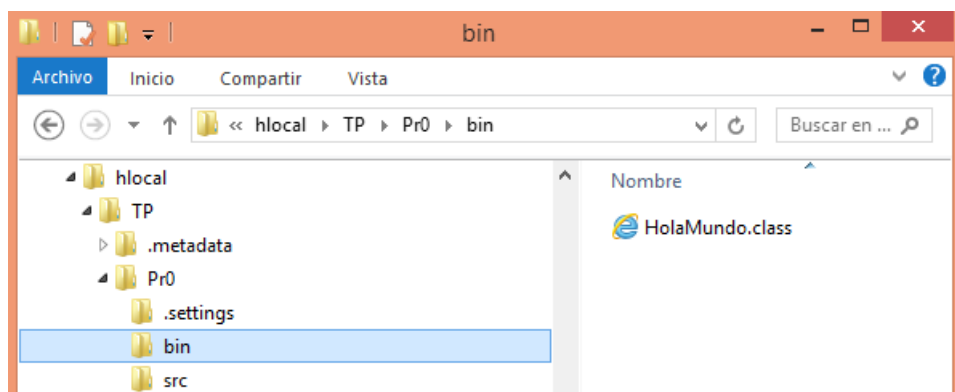 bin
Archivo Inicio Compartir Vista
« hlocal TP Pr0 bin Buscar en ...
hlocal
TP
.metadata
Pr0
.settings
bin
src
Nombre
HolaMundo.class